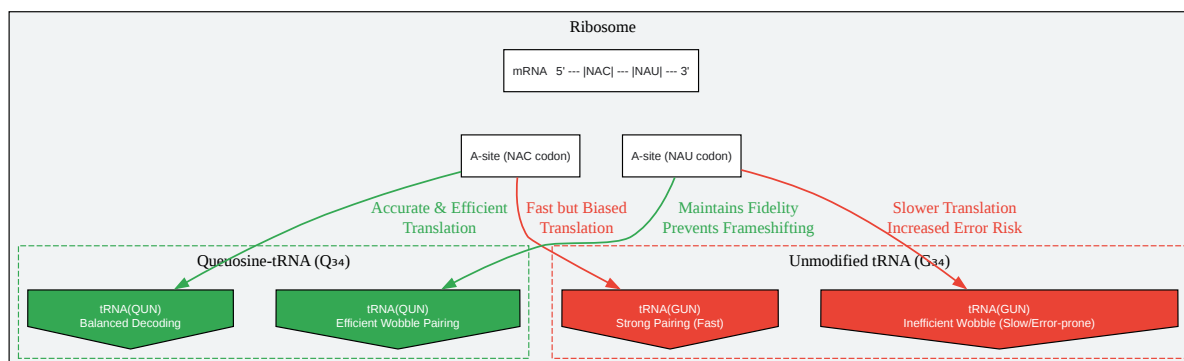 Ribosome
mRNA   5' --- |NAC| --- |NAU| --- 3'
A-site (NAC codon)
A-site (NAU codon)
Accurate & Efficient
Translation
Fast but Biased
Translation
Maintains Fidelity
Prevents Frameshifting
Slower Translation
Increased Error Risk
Queuosine-tRNA (Q₃₄)
Unmodified tRNA (G₃₄)
tRNA(QUN)
Balanced Decoding
tRNA(QUN)
Efficient Wobble Pairing
tRNA(GUN)
Strong Pairing (Fast)
tRNA(GUN)
Inefficient Wobble (Slow/Error-prone)